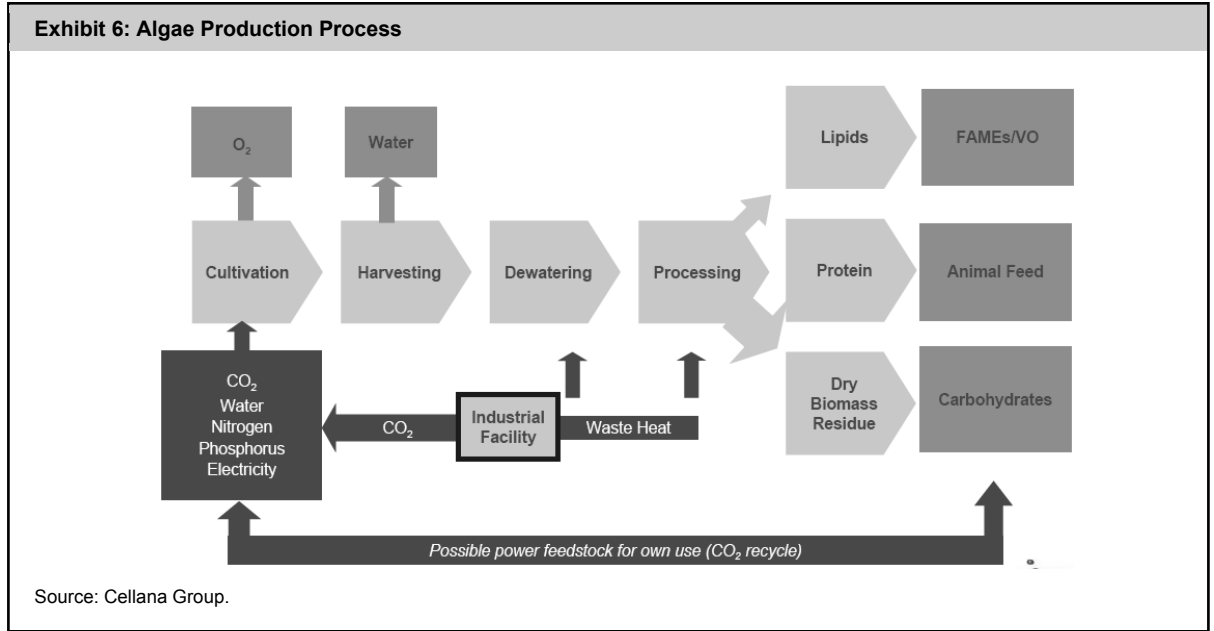 Exhibit 6: Algae Production Process
O₂
Water
Lipids
FAMEs/VO
Cultivation
Harvesting
Dewatering
Processing
Protein
Animal Feed
CO₂
Water
Nitrogen
Phosphorus
Electricity
CO₂
Industrial
Facility
Waste Heat
Dry
Biomass
Residue
Carbohydrates
Possible power feedstock for own use (CO₂ recycle)
Source: Cellana Group.